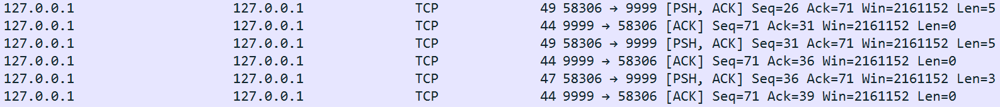 127.0.0.1 127.0.0.1 TCP 49 58306 → 9999 [PSH, ACK] Seq=26 Ack=71 Win=2161152 Len=5
127.0.0.1 127.0.0.1 TCP 44 9999 → 58306 [ACK] Seq=71 Ack=31 Win=2161152 Len=0
127.0.0.1 127.0.0.1 TCP 49 58306 → 9999 [PSH, ACK] Seq=31 Ack=71 Win=2161152 Len=5
127.0.0.1 127.0.0.1 TCP 44 9999 → 58306 [ACK] Seq=71 Ack=36 Win=2161152 Len=0
127.0.0.1 127.0.0.1 TCP 47 58306 → 9999 [PSH, ACK] Seq=36 Ack=71 Win=2161152 Len=3
127.0.0.1 127.0.0.1 TCP 44 9999 → 58306 [ACK] Seq=71 Ack=39 Win=2161152 Len=0